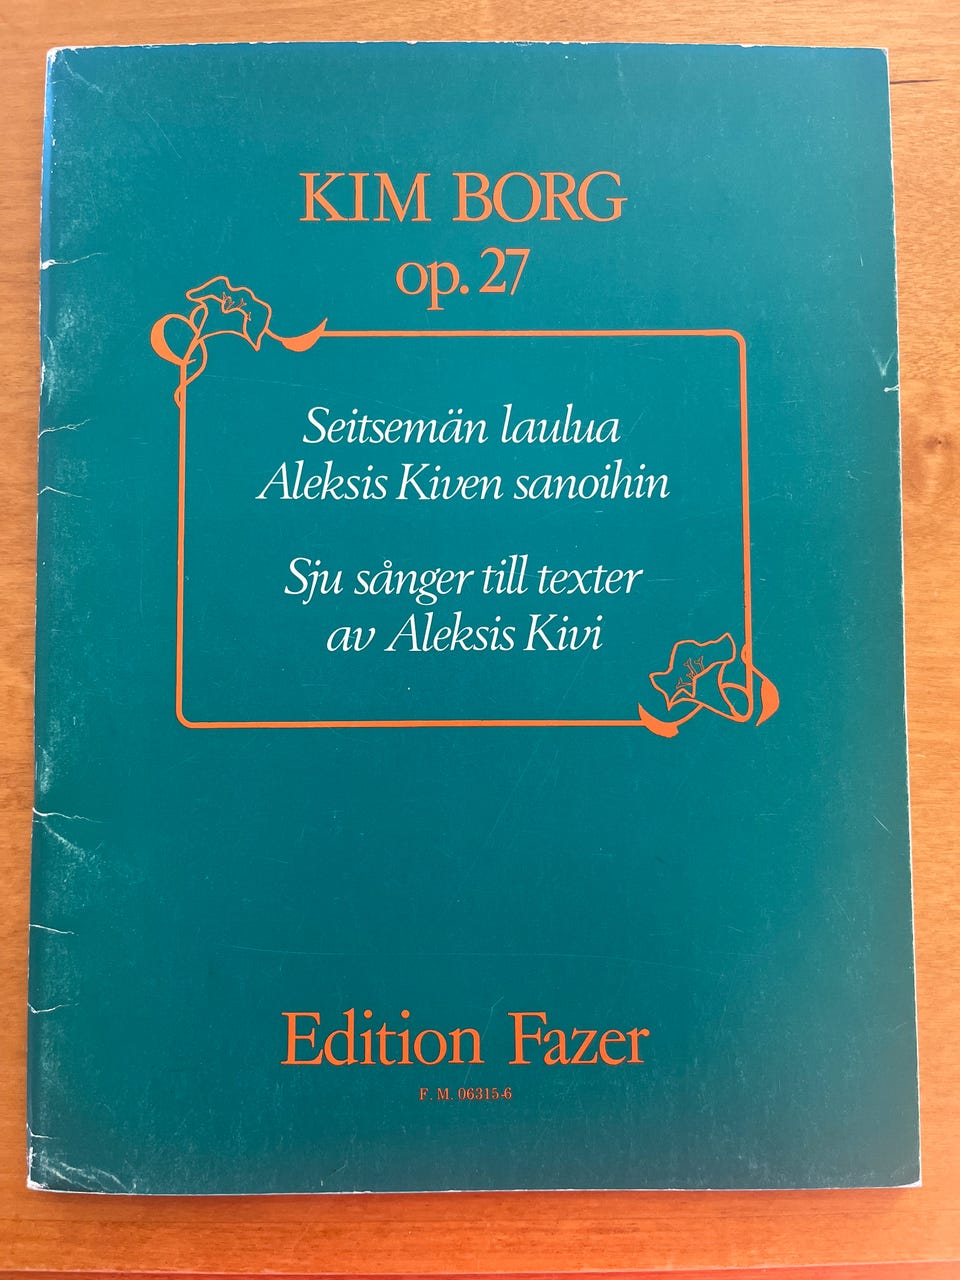 KIM BORG
op. 27
Seitsemän laulua
Aleksis Kiven sanoihin
Sju sånger till texter
av Aleksis Kivi
Edition Fazer
F. M. 06315-6